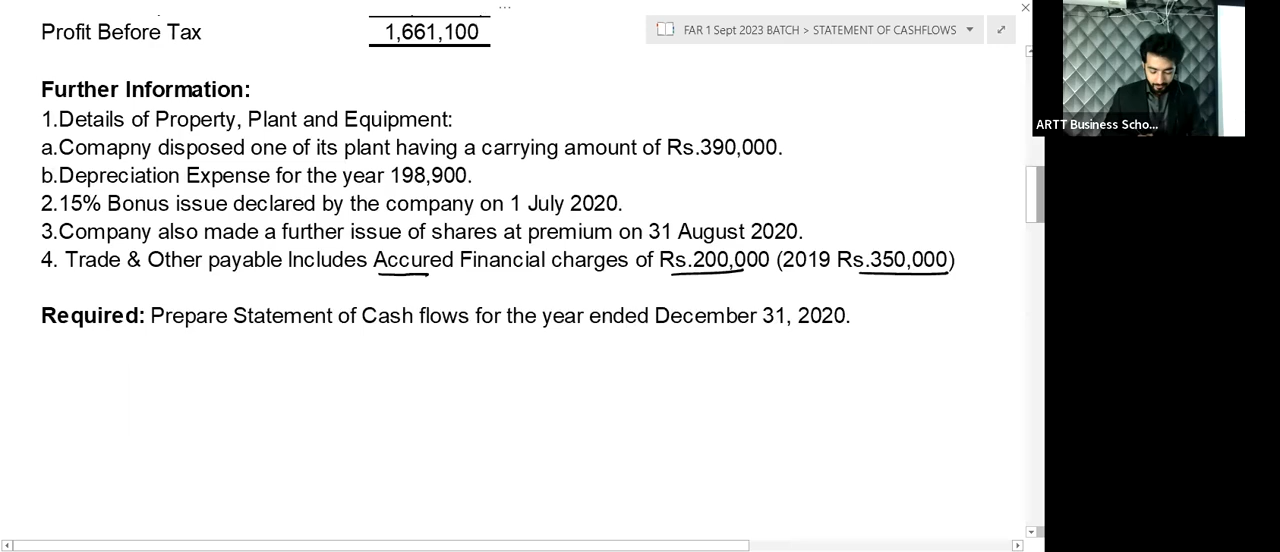 Profit Before Tax 1,661,100
FAR 1 Sept 2023 BATCH > STATEMENT OF CASHFLOWS
Further Information:
1.Details of Property, Plant and Equipment:
a.Comapny disposed one of its plant having a carrying amount of Rs.390,000.
b.Depreciation Expense for the year 198,900.
2.15% Bonus issue declared by the company on 1 July 2020.
3.Company also made a further issue of shares at premium on 31 August 2020.
4. Trade & Other payable Includes Accured Financial charges of Rs.200,000 (2019 Rs.350,000)
Required: Prepare Statement of Cash flows for the year ended December 31, 2020.
ARTT Business Scho...